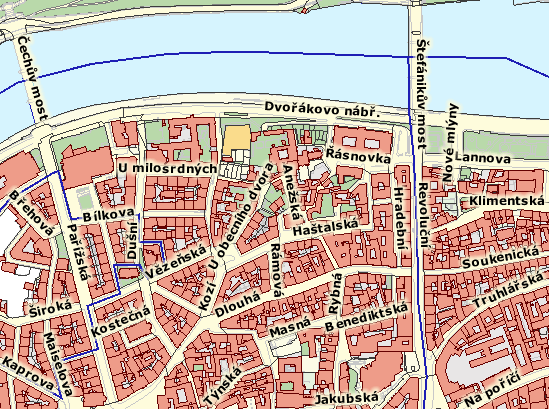 Čechův most
Štefánikův most
Dvořákovo nábř.
Nové mlýny
Řásnovka
Lannova
U milosrdných
Anežská
U obecního dvora
Břehová
Bílkova
Dušní
Hradební
Revoluční
Klimentská
Haštalská
Pařížská
Vězeňská
Kozí
Rámova
Soukenická
Truhlářská
Široká
Kostečná
Dlouhá
Rybná
Masná
Benediktská
Maiselova
Kaprova
Týnská
Jakubská
Na poříčí